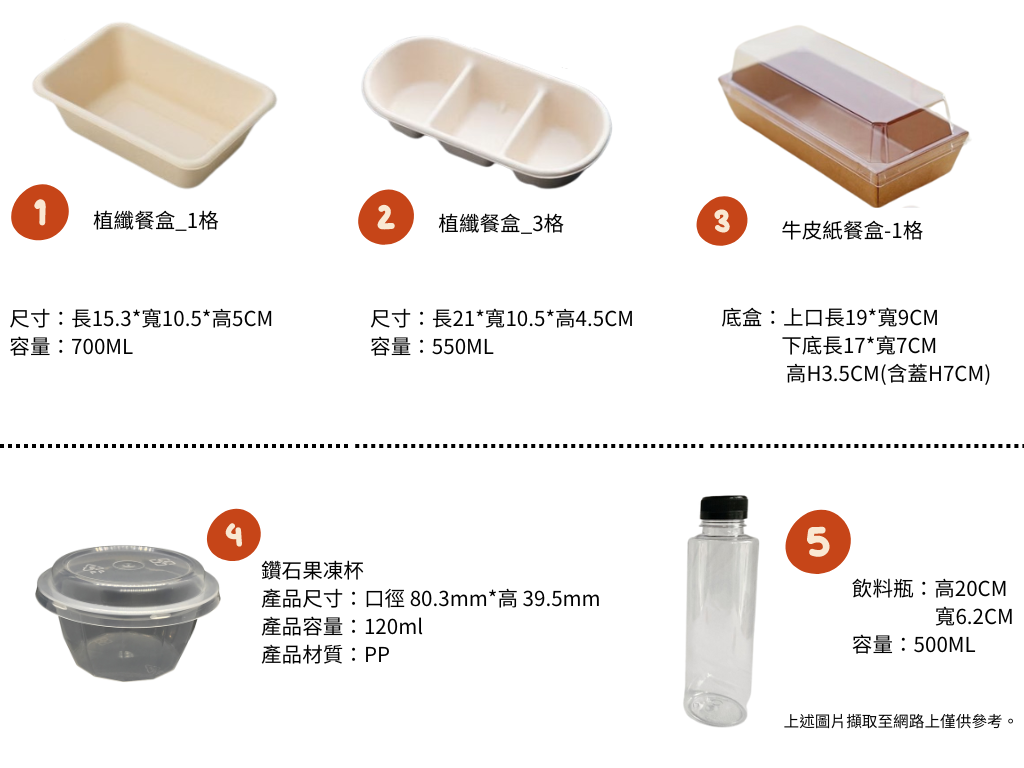 1
植纖餐盒_1格
尺寸：長15.3*寬10.5*高5CM
容量：700ML
2
植纖餐盒_3格
尺寸：長21*寬10.5*高4.5CM
容量：550ML
3
牛皮紙餐盒-1格
底盒：上口長19*寬9CM
下底長17*寬7CM
高H3.5CM(含蓋H7CM)
4
鑽石果凍杯
產品尺寸：口徑 80.3mm*高 39.5mm
產品容量：120ml
產品材質：PP
5
飲料瓶：高20CM
寬6.2CM
容量：500ML
上述圖片擷取至網路上僅供參考。